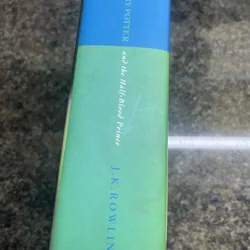 Y POTTER
and the Half-Blood Prince
J. K. ROWLIN